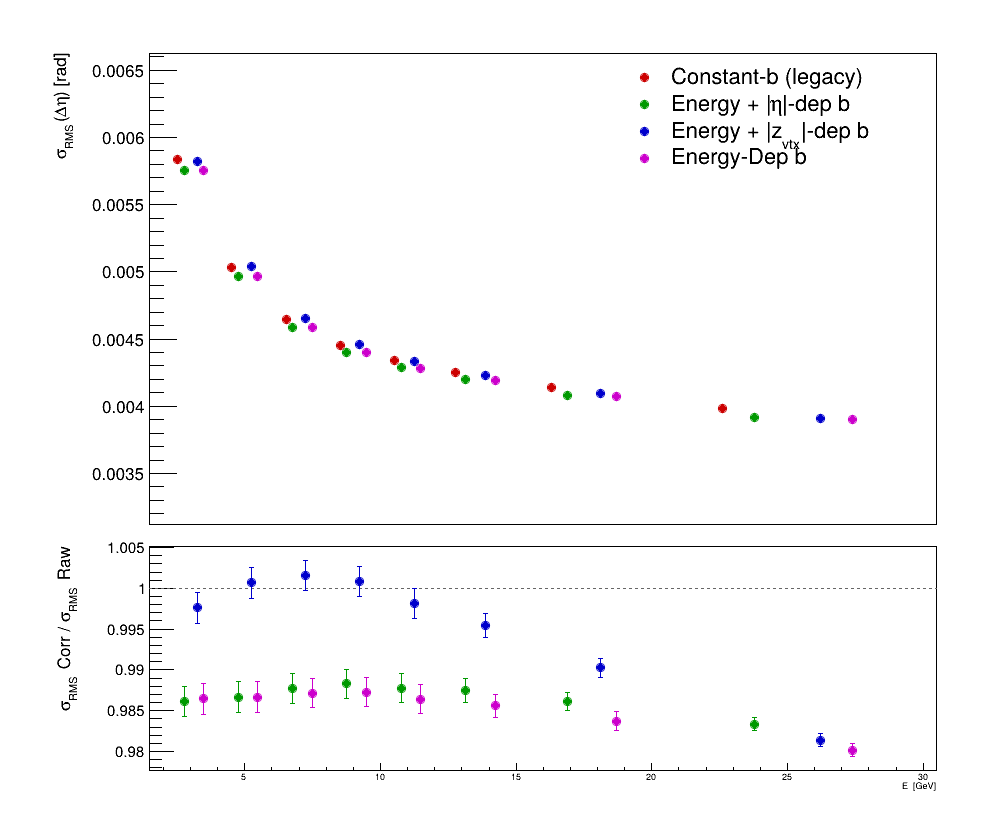 σRMS (Δη) [rad]
0.0065
0.006
0.0055
0.005
0.0045
0.004
0.0035
Constant-b (legacy)
Energy + |η|-dep b
Energy + |zvtx|-dep b
Energy-Dep b
σRMS Corr / σRMS Raw
1.005
1
0.995
0.99
0.985
0.98
5 10 15 20 25 30
E [GeV]